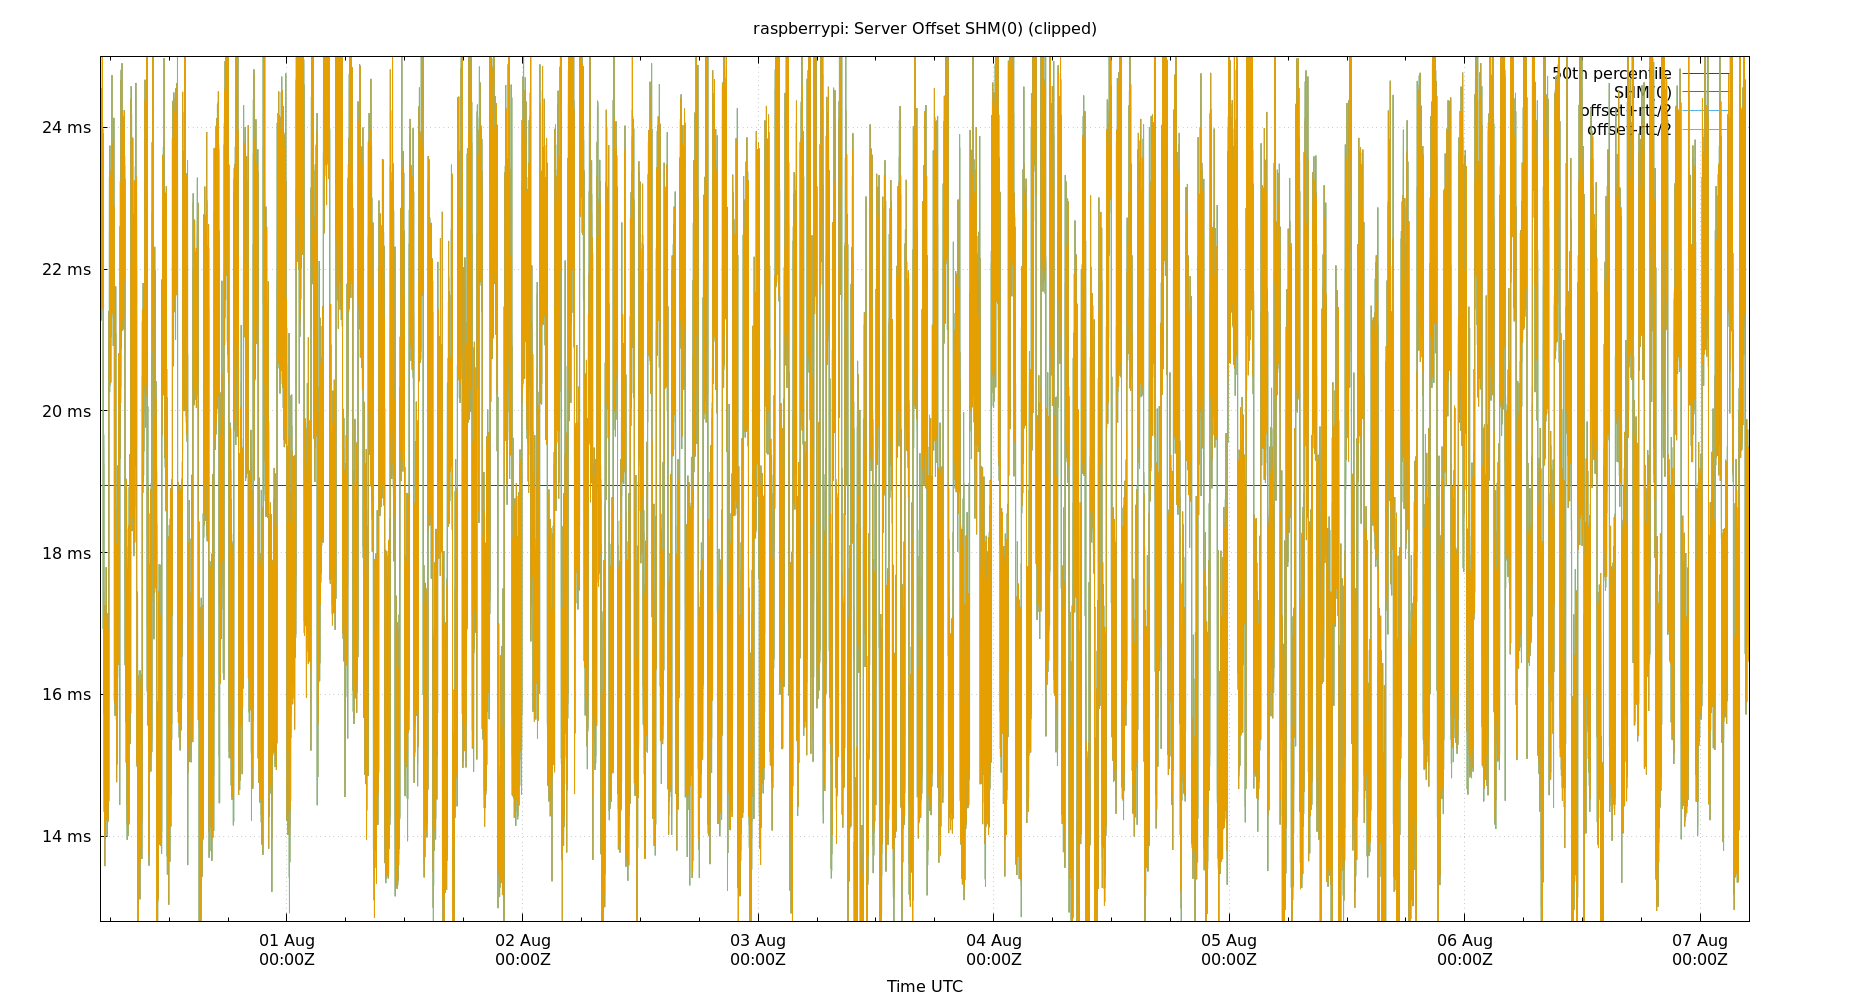 raspberrypi: Server Offset SHM(0) (clipped)
50th percentile
SHM(0)
offset+rtt/2
offset-rtt/2
24 ms
22 ms
20 ms
18 ms
16 ms
14 ms
01 Aug
00:00Z
02 Aug
00:00Z
03 Aug
00:00Z
04 Aug
00:00Z
05 Aug
00:00Z
06 Aug
00:00Z
07 Aug
00:00Z
Time UTC